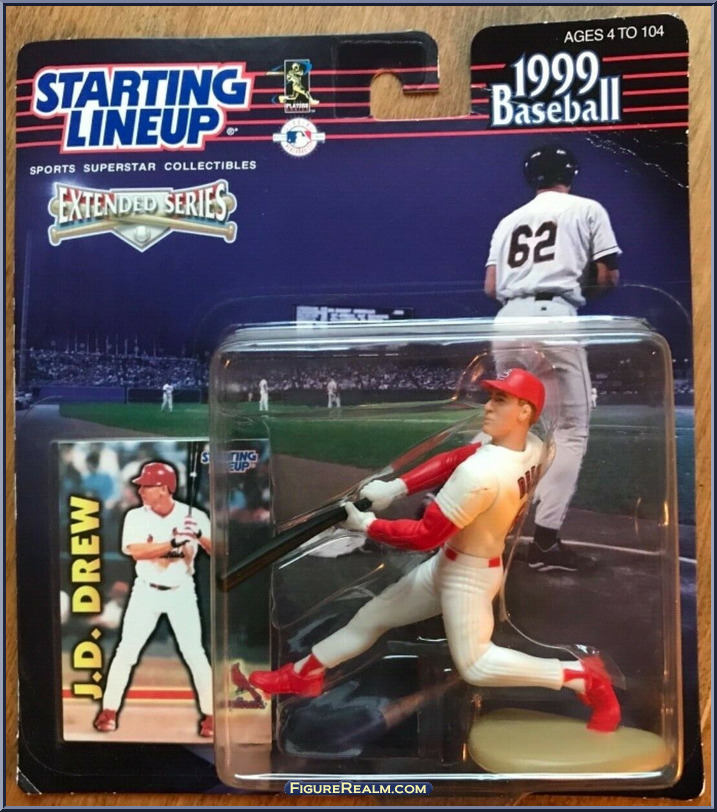 AGES 4 TO 104
STARTING
LINEUP®
1999
Baseball
SPORTS SUPERSTAR COLLECTIBLES
EXTENDED SERIES
62
STARTING
LINEUP
J.D. DREW
FIGUREREALM.COM